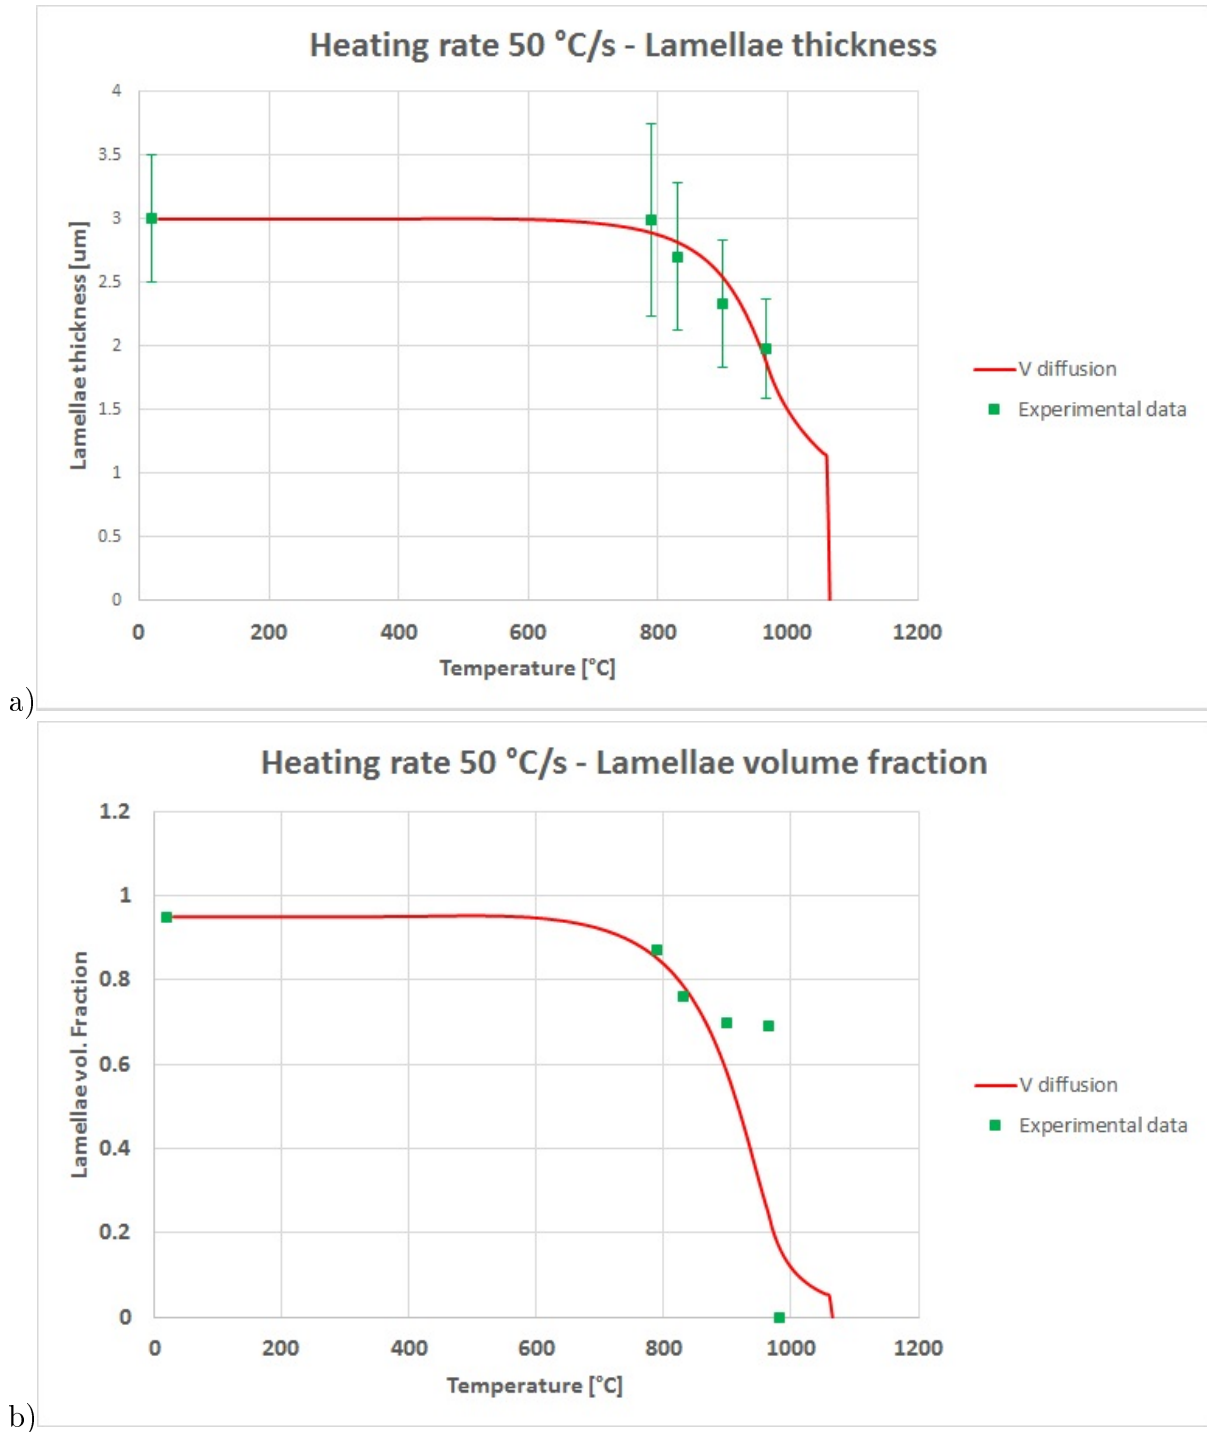 Heating rate 50 °C/s - Lamellae thickness
4
3.5
3
2.5
2
1.5
1
0.5
0
Lamellae thickness [um]
0 200 400 600 800 1000 1200
Temperature [°C]
V diffusion
Experimental data
a)
Heating rate 50 °C/s - Lamellae volume fraction
1.2
1
0.8
0.6
0.4
0.2
0
Lamellae vol. Fraction
0 200 400 600 800 1000 1200
Temperature [°C]
V diffusion
Experimental data
b)